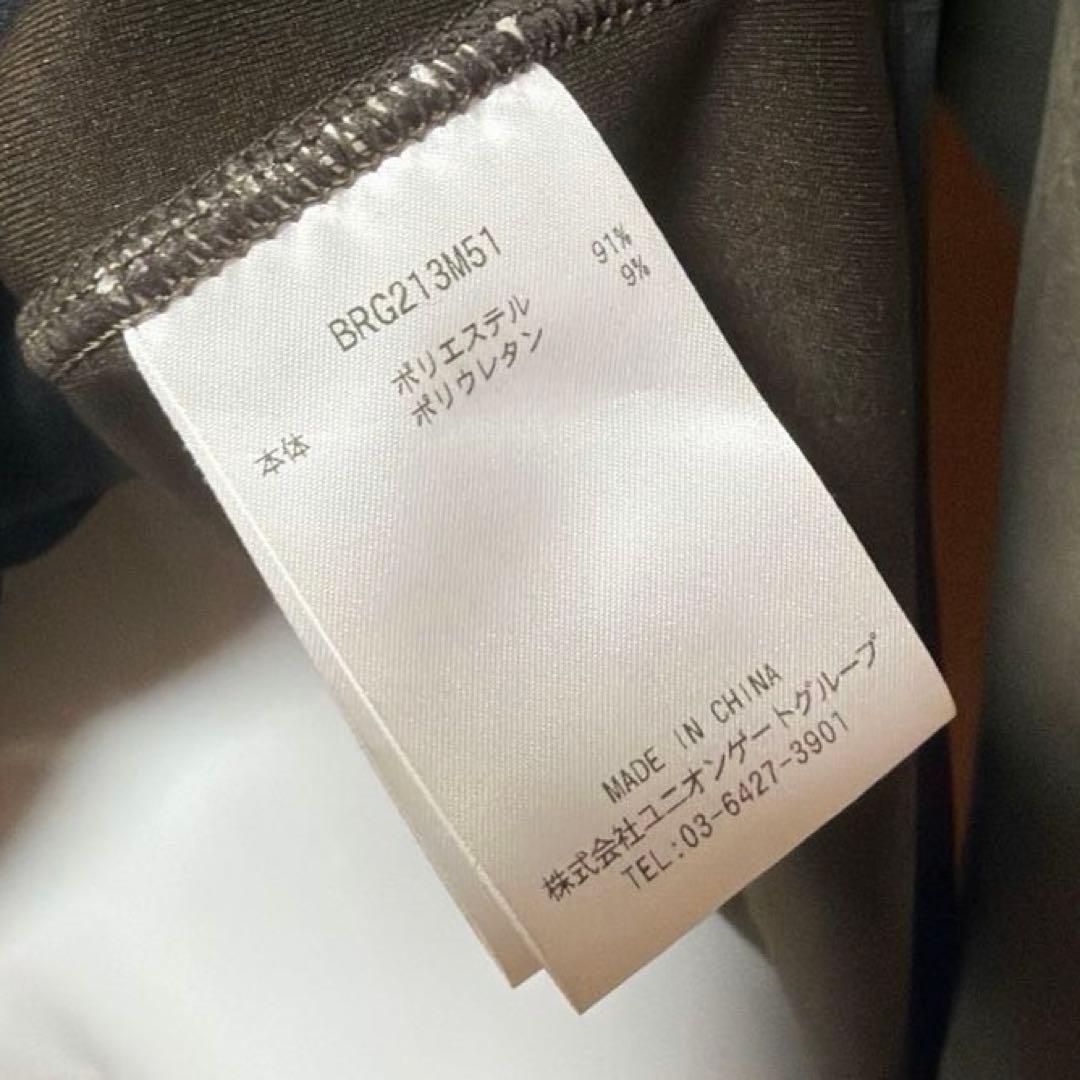 BRG213M51
本体 ポリエステル 91%
ポリウレタン 9%
MADE IN CHINA
株式会社ユニオンゲートグループ
TEL:03-6427-3901